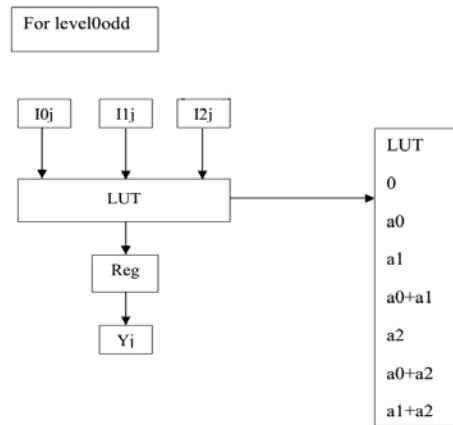 For level0odd
I0j
I1j
I2j
LUT
Reg
Yj
LUT
0
a0
a1
a0+a1
a2
a0+a2
a1+a2